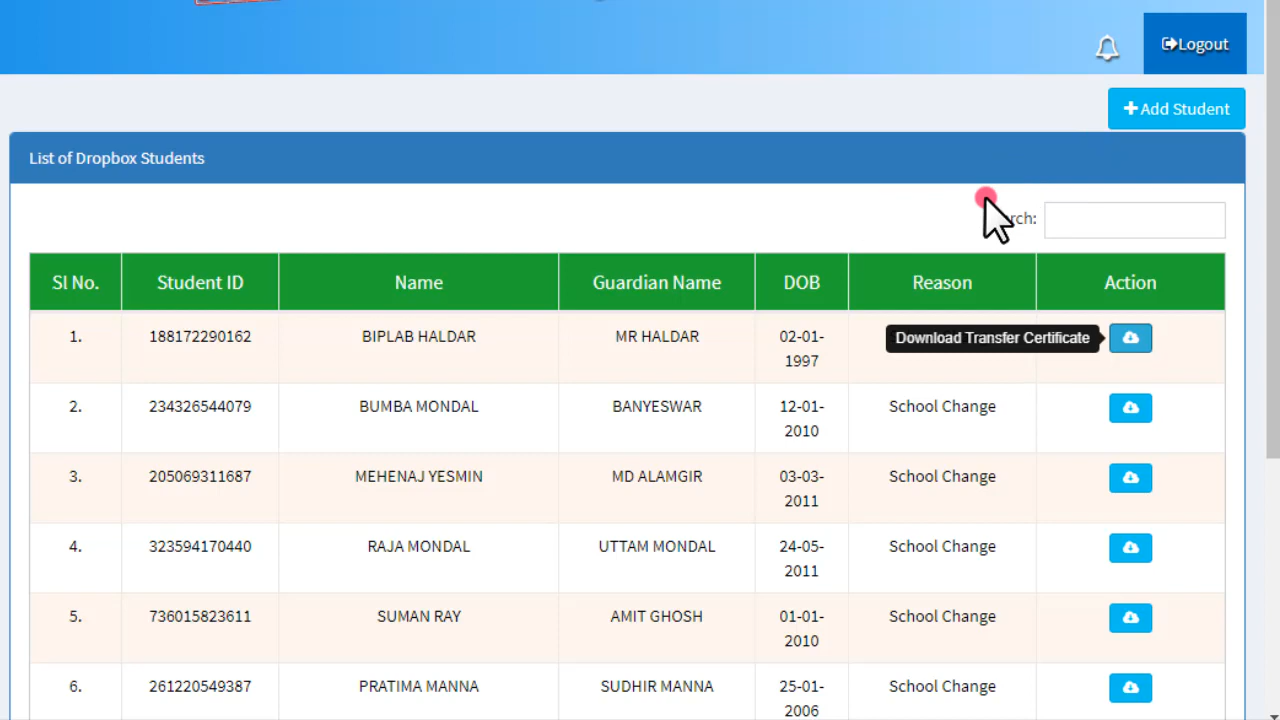 Logout
Add Student
List of Dropbox Students
rch:
Sl No. Student ID Name Guardian Name DOB Reason Action
1. 188172290162 BIPLAB HALDAR MR HALDAR 02-01- Download Transfer Certificate
1997
2. 234326544079 BUMBA MONDAL BANYESWAR 12-01- School Change
2010
3. 205069311687 MEHENAJ YESMIN MD ALAMGIR 03-03- School Change
2011
4. 323594170440 RAJA MONDAL UTTAM MONDAL 24-05- School Change
2011
5. 736015823611 SUMAN RAY AMIT GHOSH 01-01- School Change
2010
6. 261220549387 PRATIMA MANNA SUDHIR MANNA 25-01- School Change
2006